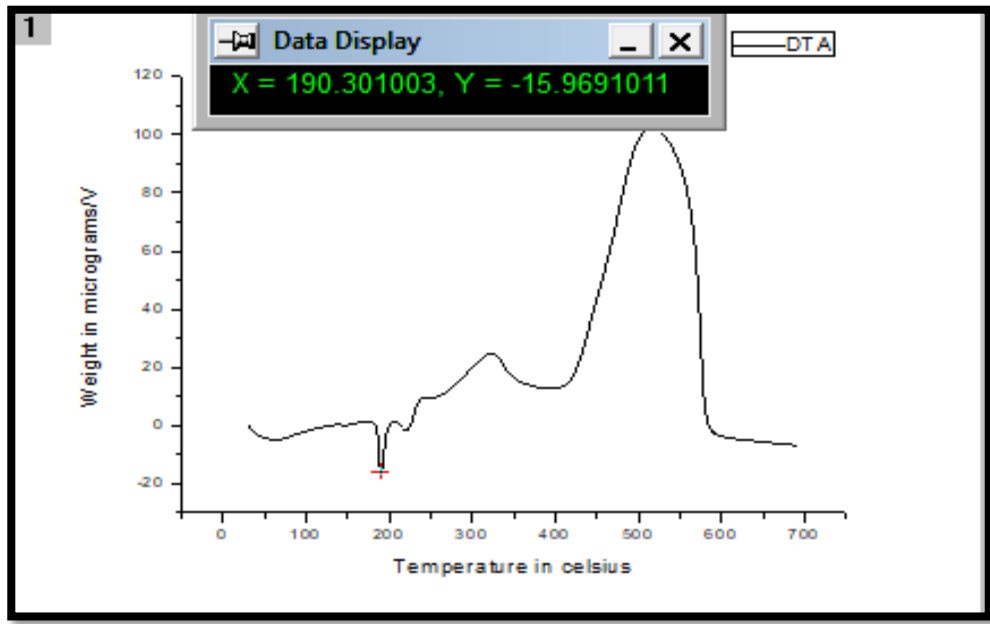 1
Data Display
X = 190.301003, Y = -15.9691011
DTA
120
100
80
60
40
20
0
-20
Weight in micrograms/V
0 100 200 300 400 500 600 700
Temperature in celsius